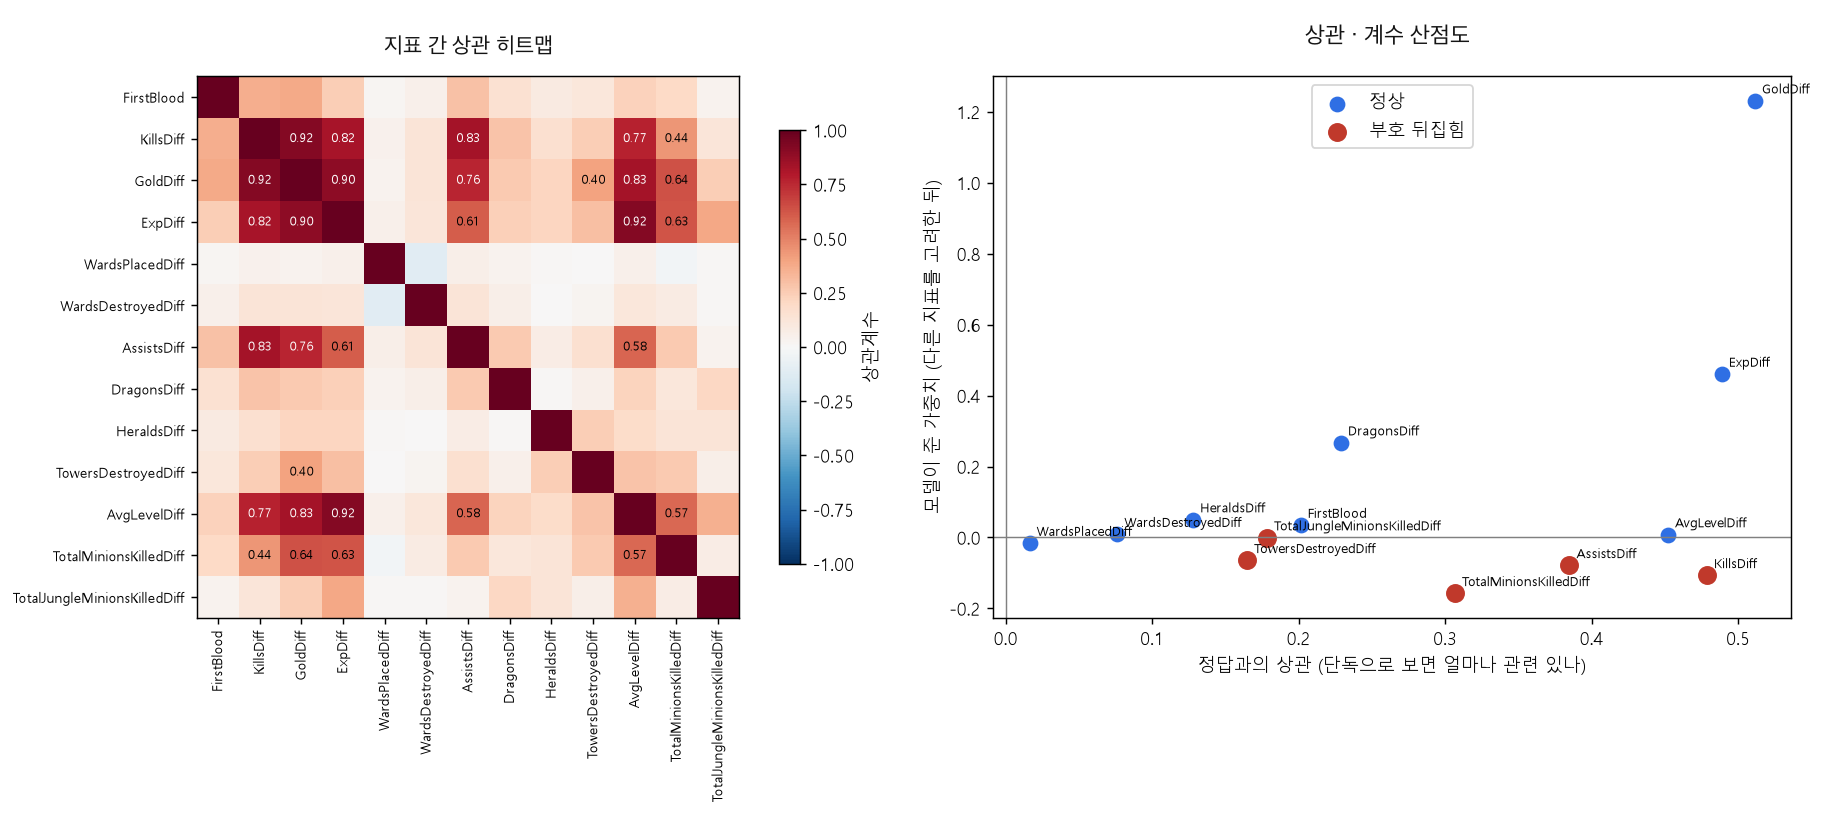 지표 간 상관 히트맵
FirstBlood
KillsDiff
GoldDiff
ExpDiff
WardsPlacedDiff
WardsDestroyedDiff
AssistsDiff
DragonsDiff
HeraldsDiff
TowersDestroyedDiff
AvgLevelDiff
TotalMinionsKilledDiff
TotalJungleMinionsKilledDiff
0.92 0.82 0.83 0.77 0.44
0.92 0.90 0.76 0.40 0.83 0.64
0.82 0.90 0.61 0.92 0.63
0.83 0.76 0.61 0.58
0.40
0.77 0.83 0.92 0.58 0.57
0.44 0.64 0.63 0.57
FirstBlood
KillsDiff
GoldDiff
ExpDiff
WardsPlacedDiff
WardsDestroyedDiff
AssistsDiff
DragonsDiff
HeraldsDiff
TowersDestroyedDiff
AvgLevelDiff
TotalMinionsKilledDiff
TotalJungleMinionsKilledDiff
1.00
0.75
0.50
0.25
0.00
-0.25
-0.50
-0.75
-1.00
상관계수
상관 · 계수 산점도
정상
부호 뒤집힘
모델이 준 가중치 (다른 지표를 고려한 뒤)
1.2
1.0
0.8
0.6
0.4
0.2
0.0
-0.2
GoldDiff
ExpDiff
DragonsDiff
HeraldsDiff
FirstBlood
WardsDestroyedDiff
AvgLevelDiff
TotalJungleMinionsKilledDiff
WardsPlacedDiff
TowersDestroyedDiff
AssistsDiff
KillsDiff
TotalMinionsKilledDiff
0.0 0.1 0.2 0.3 0.4 0.5
정답과의 상관 (단독으로 보면 얼마나 관련 있나)